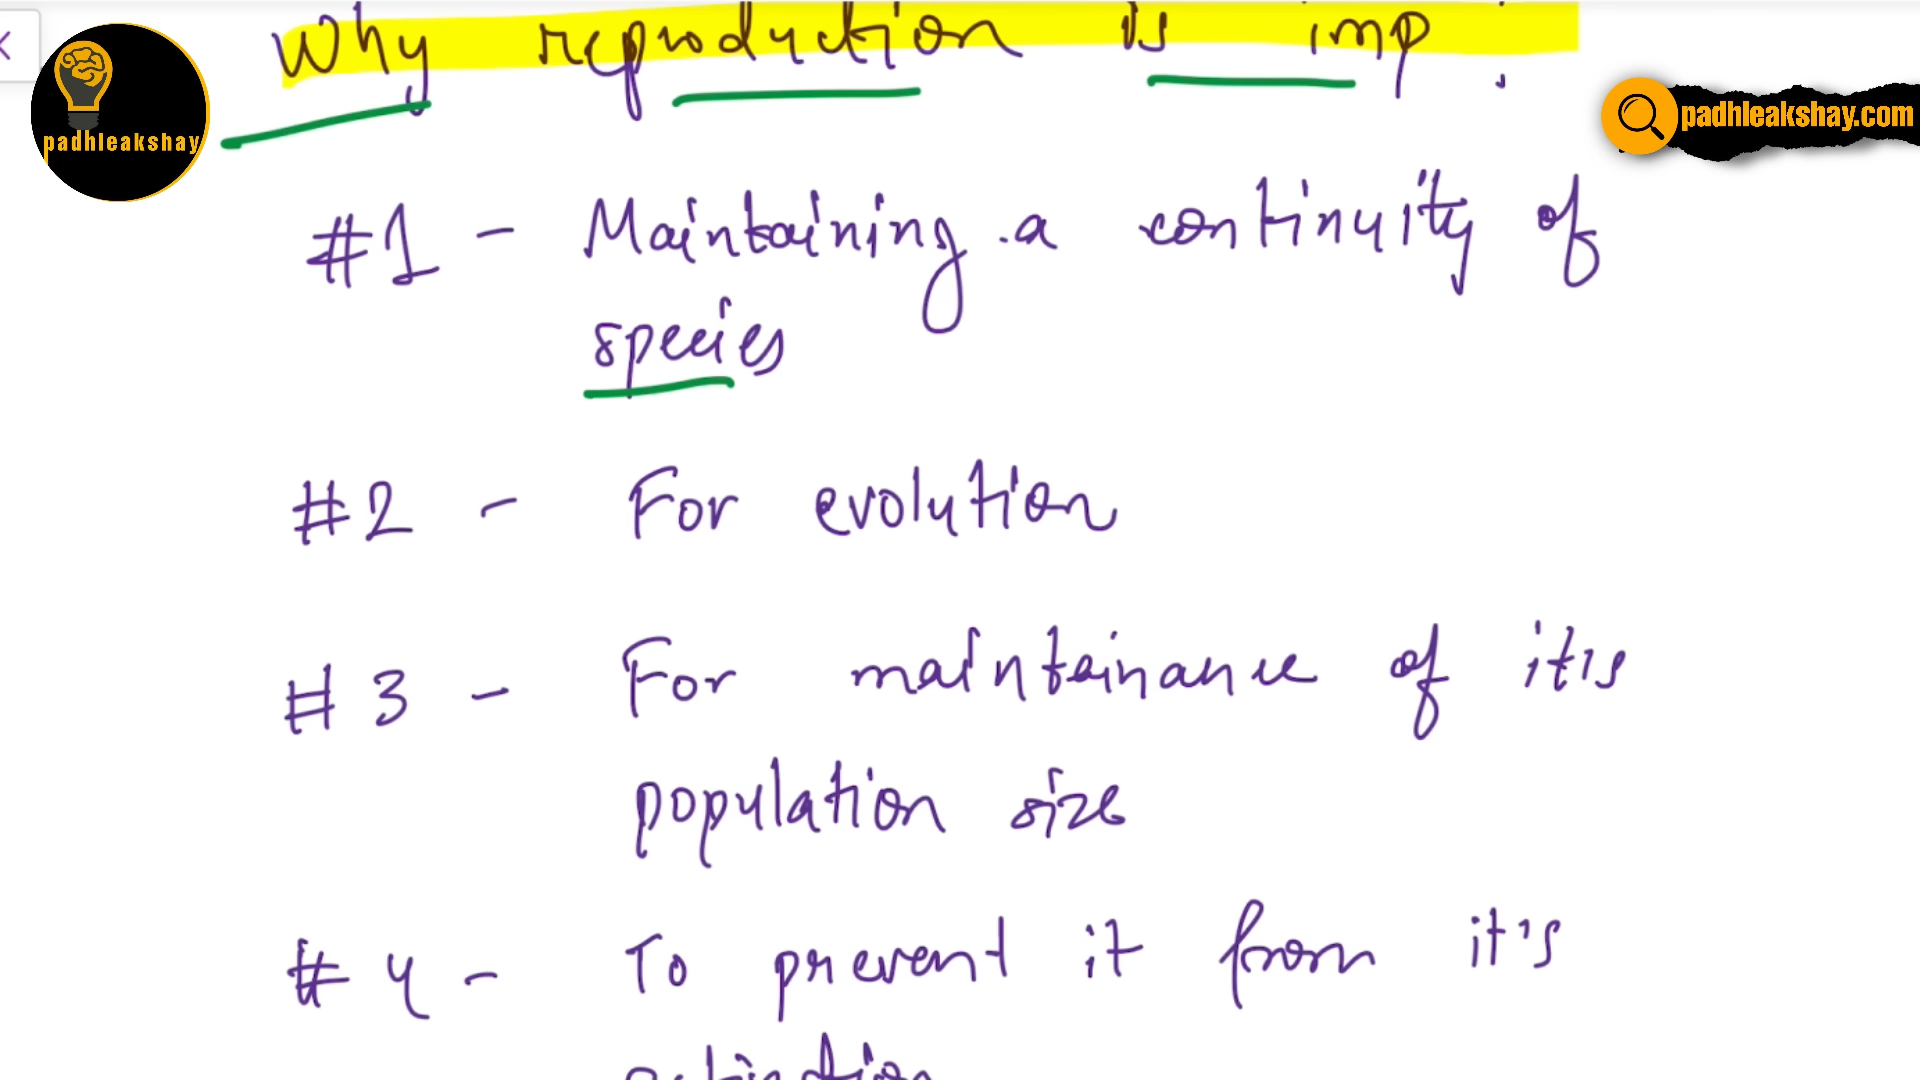 Why reproduction is imp.
padhleakshay
padhleakshay.com
#1 - Maintaining a continuity of
species
#2 - For evolution
#3 - For maintainance of it's
population size
#4 - To prevent it from it's